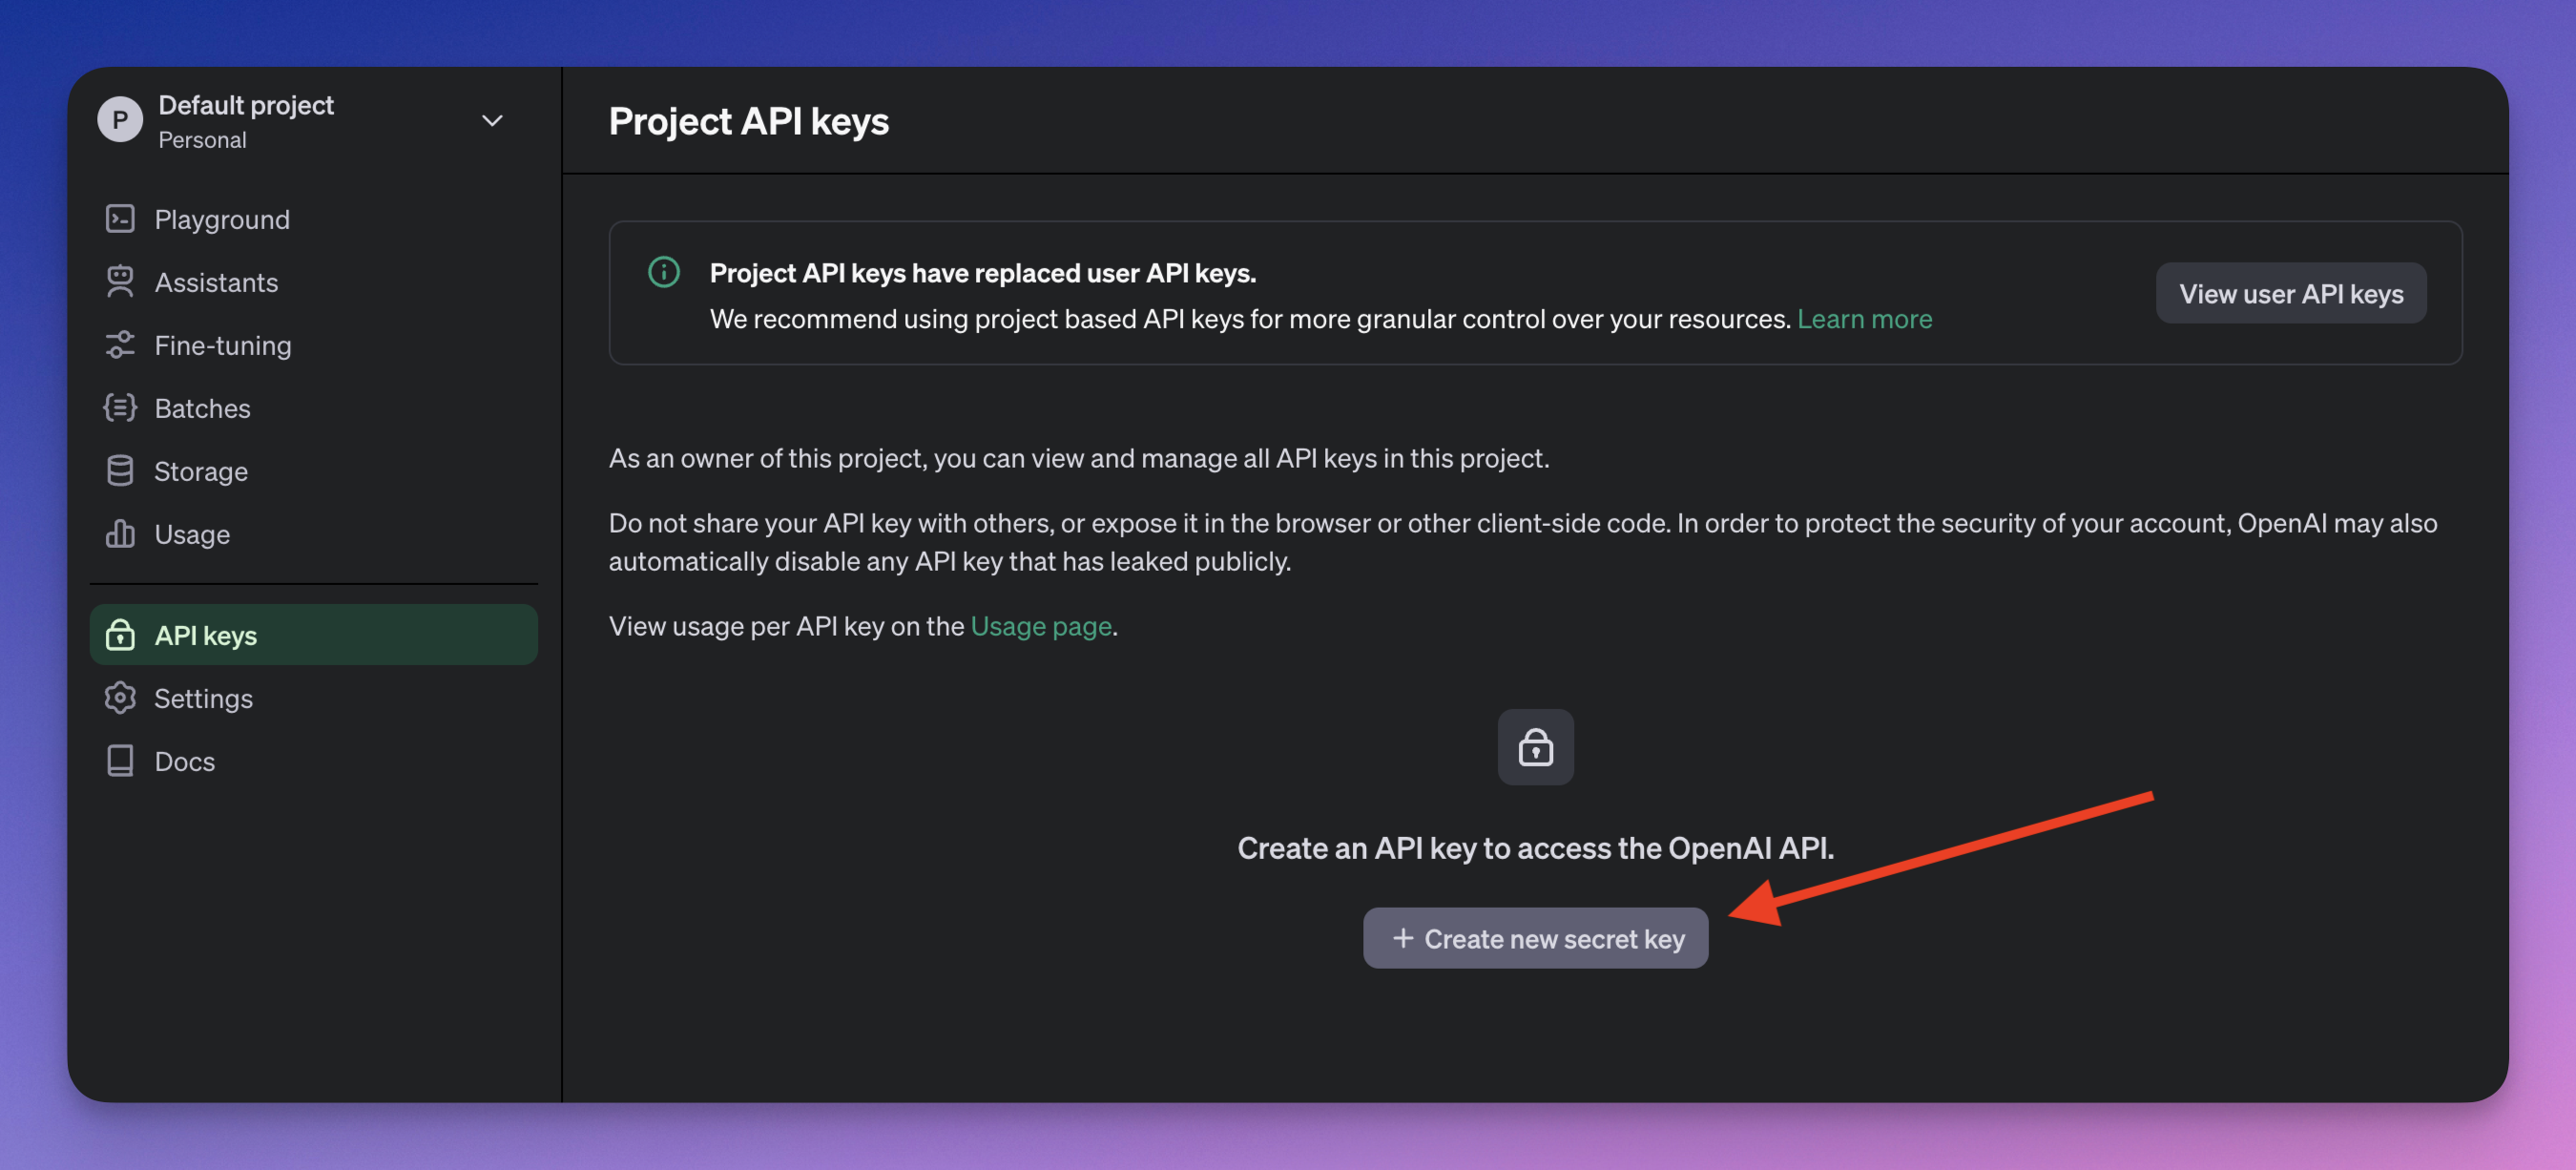 P
Default project
Personal
Playground
Assistants
Fine-tuning
Batches
Storage
Usage
API keys
Settings
Docs
Project API keys
Project API keys have replaced user API keys.
We recommend using project based API keys for more granular control over your resources. Learn more
View user API keys
As an owner of this project, you can view and manage all API keys in this project.
Do not share your API key with others, or expose it in the browser or other client-side code. In order to protect the security of your account, OpenAI may also
automatically disable any API key that has leaked publicly.
View usage per API key on the Usage page.
Create an API key to access the OpenAI API.
+ Create new secret key